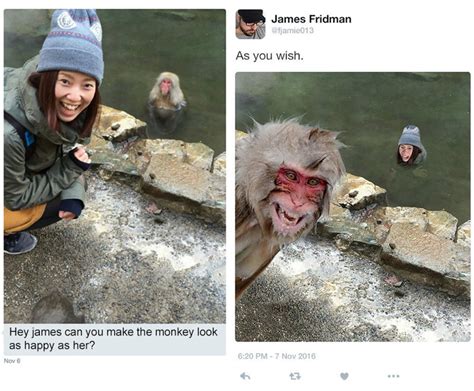 Hey james can you make the monkey look
as happy as her?
Nov 6
James Fridman
@fjamie013
As you wish.
6:20 PM - 7 Nov 2016